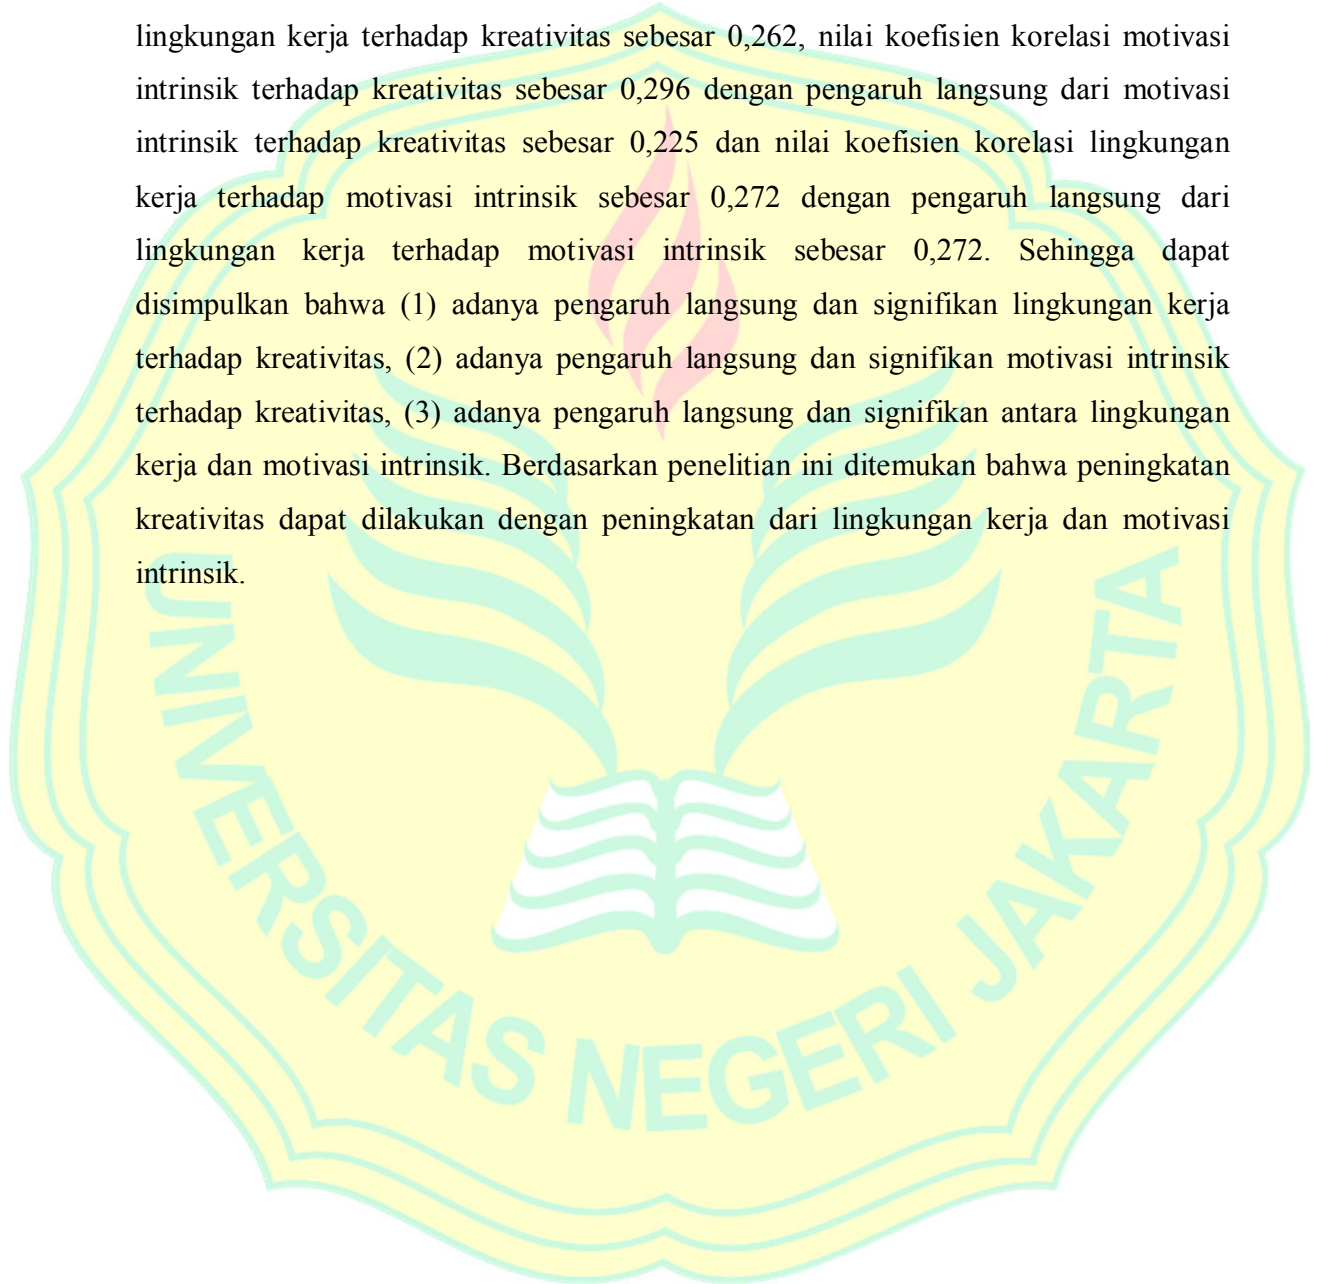 lingkungan kerja terhadap kreativitas sebesar 0,262, nilai koefisien korelasi motivasi
intrinsik terhadap kreativitas sebesar 0,296 dengan pengaruh langsung dari motivasi
intrinsik terhadap kreativitas sebesar 0,225 dan nilai koefisien korelasi lingkungan
kerja terhadap motivasi intrinsik sebesar 0,272 dengan pengaruh langsung dari
lingkungan kerja terhadap motivasi intrinsik sebesar 0,272. Sehingga dapat
disimpulkan bahwa (1) adanya pengaruh langsung dan signifikan lingkungan kerja
terhadap kreativitas, (2) adanya pengaruh langsung dan signifikan motivasi intrinsik
terhadap kreativitas, (3) adanya pengaruh langsung dan signifikan antara lingkungan
kerja dan motivasi intrinsik. Berdasarkan penelitian ini ditemukan bahwa peningkatan
kreativitas dapat dilakukan dengan peningkatan dari lingkungan kerja dan motivasi
intrinsik.
UNIVERSITAS NEGERI JAKARTA